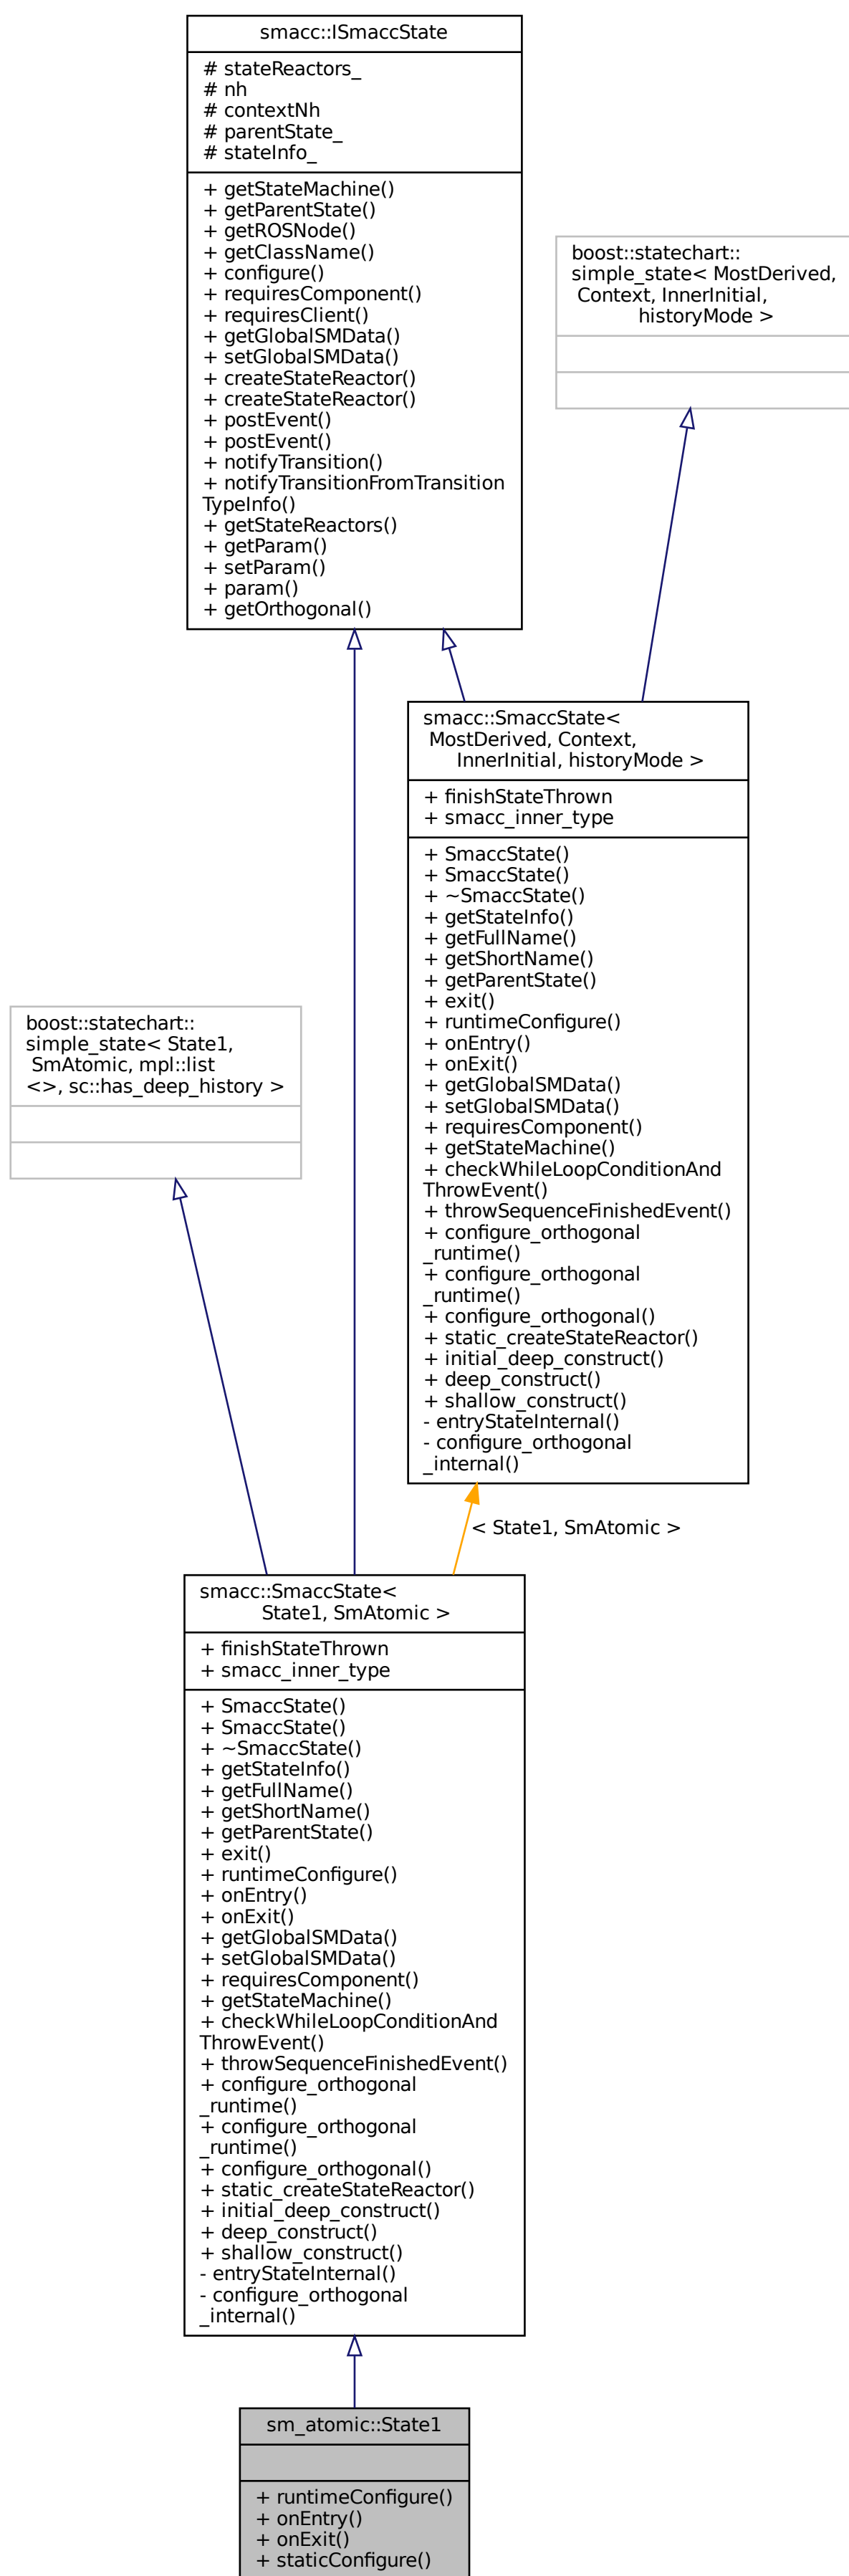 smacc::ISmaccState
# stateReactors_
# nh
# contextNh
# parentState_
# stateInfo_
+ getStateMachine()
+ getParentState()
+ getROSNode()
+ getClassName()
+ configure()
+ requiresComponent()
+ requiresClient()
+ getGlobalSMData()
+ setGlobalSMData()
+ createStateReactor()
+ createStateReactor()
+ postEvent()
+ postEvent()
+ notifyTransition()
+ notifyTransitionFromTransition
TypeInfo()
+ getStateReactors()
+ getParam()
+ setParam()
+ param()
+ getOrthogonal()
boost::statechart::
simple_state< MostDerived,
Context, InnerInitial,
historyMode >
smacc::SmaccState<
MostDerived, Context,
InnerInitial, historyMode >
+ finishStateThrown
+ smacc_inner_type
+ SmaccState()
+ SmaccState()
+ ~SmaccState()
+ getStateInfo()
+ getFullName()
+ getShortName()
+ getParentState()
+ exit()
+ runtimeConfigure()
+ onEntry()
+ onExit()
+ getGlobalSMData()
+ setGlobalSMData()
+ requiresComponent()
+ getStateMachine()
+ checkWhileLoopConditionAnd
ThrowEvent()
+ throwSequenceFinishedEvent()
+ configure_orthogonal
_runtime()
+ configure_orthogonal
_runtime()
+ configure_orthogonal()
+ static_createStateReactor()
+ initial_deep_construct()
+ deep_construct()
+ shallow_construct()
- entryStateInternal()
- configure_orthogonal
_internal()
boost::statechart::
simple_state< State1,
SmAtomic, mpl::list
<>, sc::has_deep_history >
< State1, SmAtomic >
smacc::SmaccState<
State1, SmAtomic >
+ finishStateThrown
+ smacc_inner_type
+ SmaccState()
+ SmaccState()
+ ~SmaccState()
+ getStateInfo()
+ getFullName()
+ getShortName()
+ getParentState()
+ exit()
+ runtimeConfigure()
+ onEntry()
+ onExit()
+ getGlobalSMData()
+ setGlobalSMData()
+ requiresComponent()
+ getStateMachine()
+ checkWhileLoopConditionAnd
ThrowEvent()
+ throwSequenceFinishedEvent()
+ configure_orthogonal
_runtime()
+ configure_orthogonal
_runtime()
+ configure_orthogonal()
+ static_createStateReactor()
+ initial_deep_construct()
+ deep_construct()
+ shallow_construct()
- entryStateInternal()
- configure_orthogonal
_internal()
sm_atomic::State1
+ runtimeConfigure()
+ onEntry()
+ onExit()
+ staticConfigure()